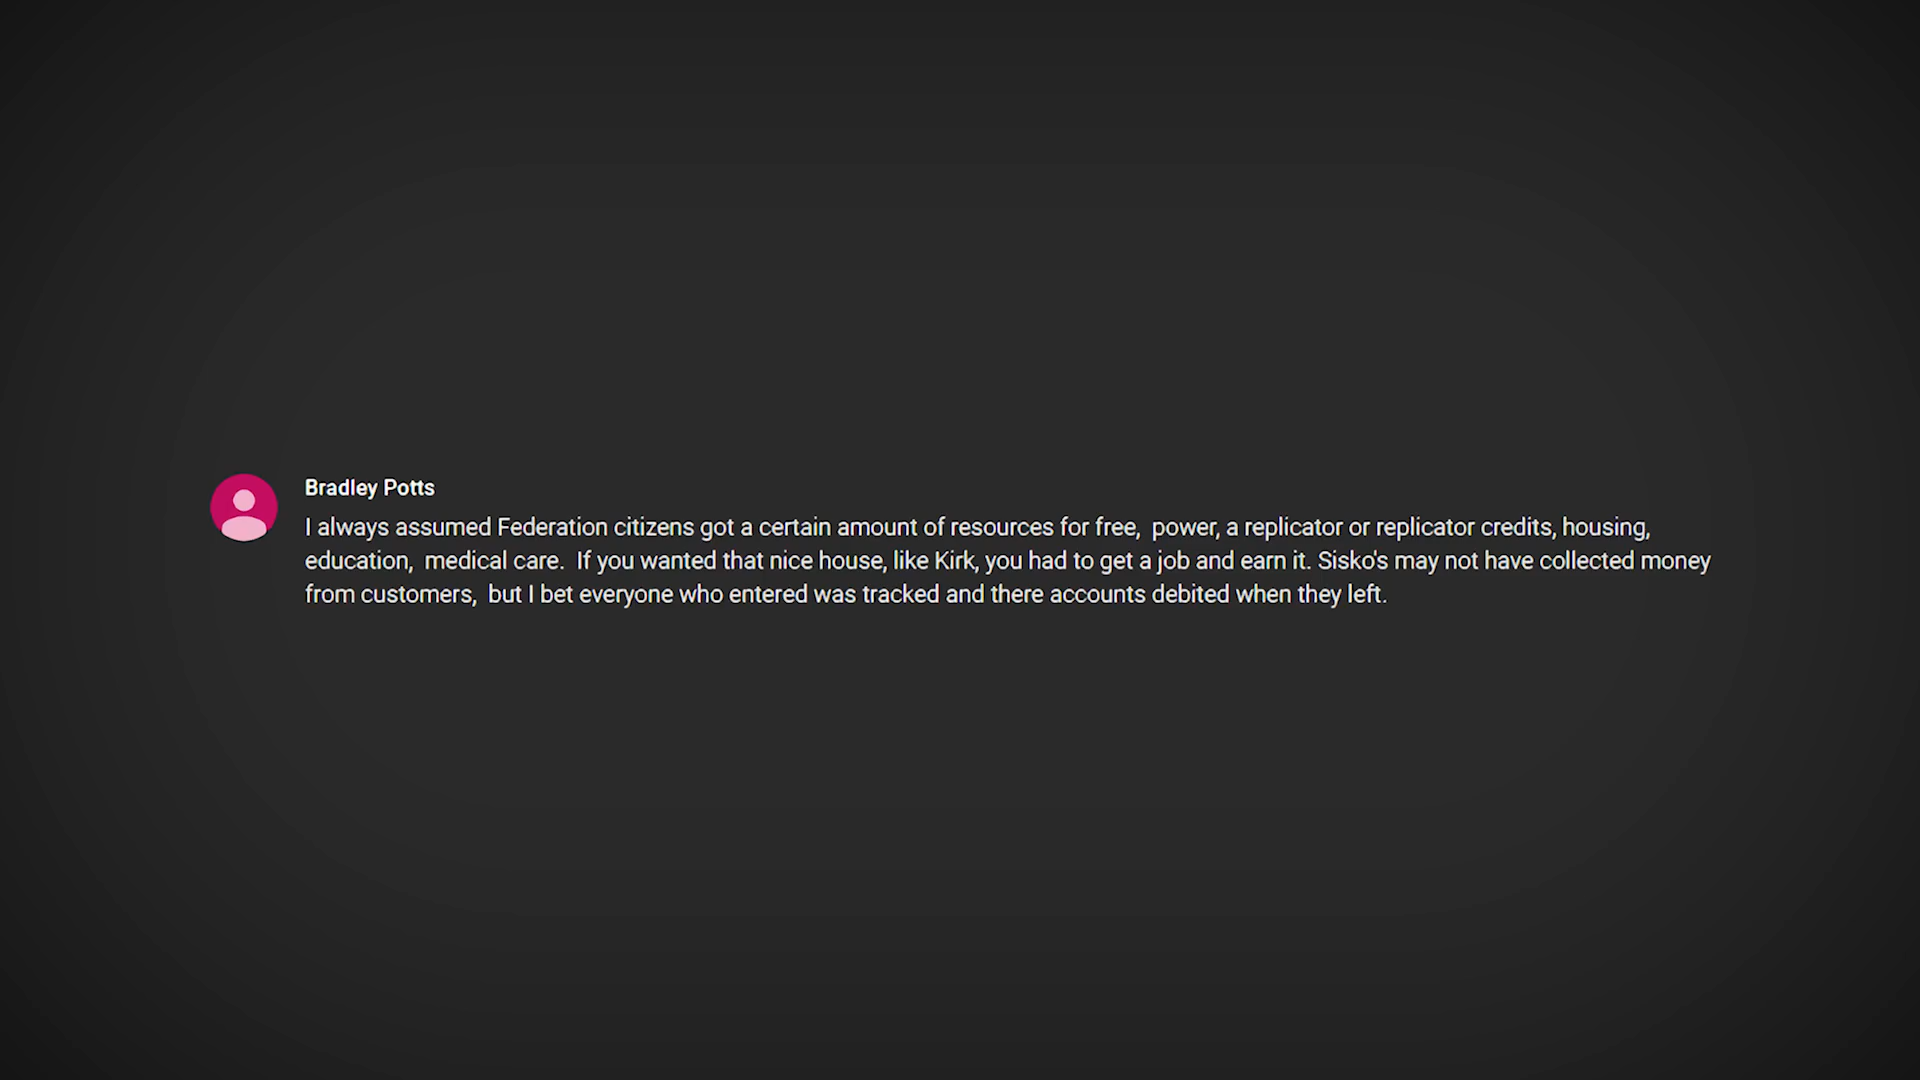 Bradley Potts
I always assumed Federation citizens got a certain amount of resources for free,  power, a replicator or replicator credits, housing,
education,  medical care.  If you wanted that nice house, like Kirk, you had to get a job and earn it. Sisko's may not have collected money
from customers,  but I bet everyone who entered was tracked and there accounts debited when they left.